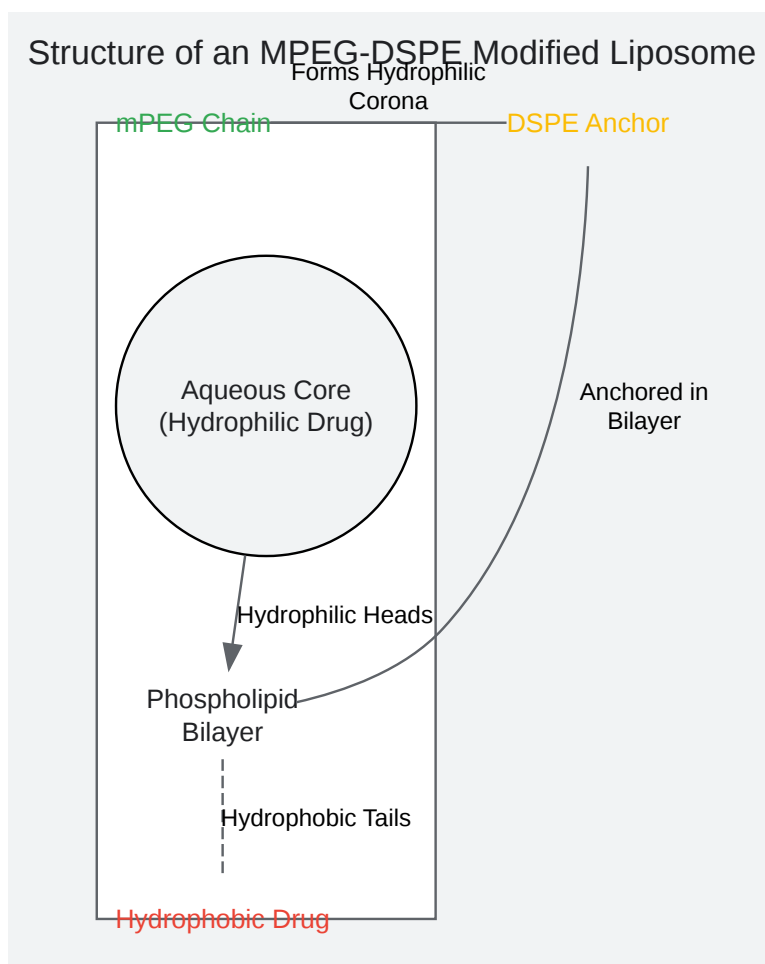 Structure of an MPEG-DSPE Modified Liposome
Forms Hydrophilic
Corona
mPEG Chain
DSPE Anchor
Aqueous Core
(Hydrophilic Drug)
Anchored in
Bilayer
Hydrophilic Heads
Phospholipid
Bilayer
Hydrophobic Tails
Hydrophobic Drug